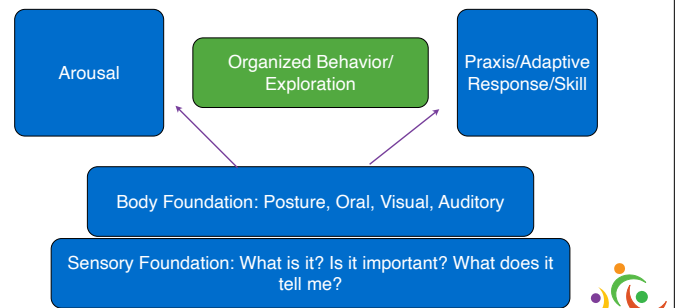 Arousal
Organized Behavior/
Exploration
Praxis/Adaptive
Response/Skill
Body Foundation: Posture, Oral, Visual, Auditory
Sensory Foundation: What is it? Is it important? What does it
tell me?